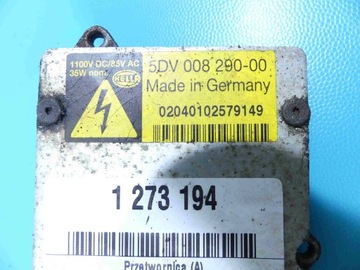 1100V DC/85V AC
35W nom.
HELLA
5DV 008 290-00
Made in Germany
02040102579149
1 273 194
Przetwornica (A)